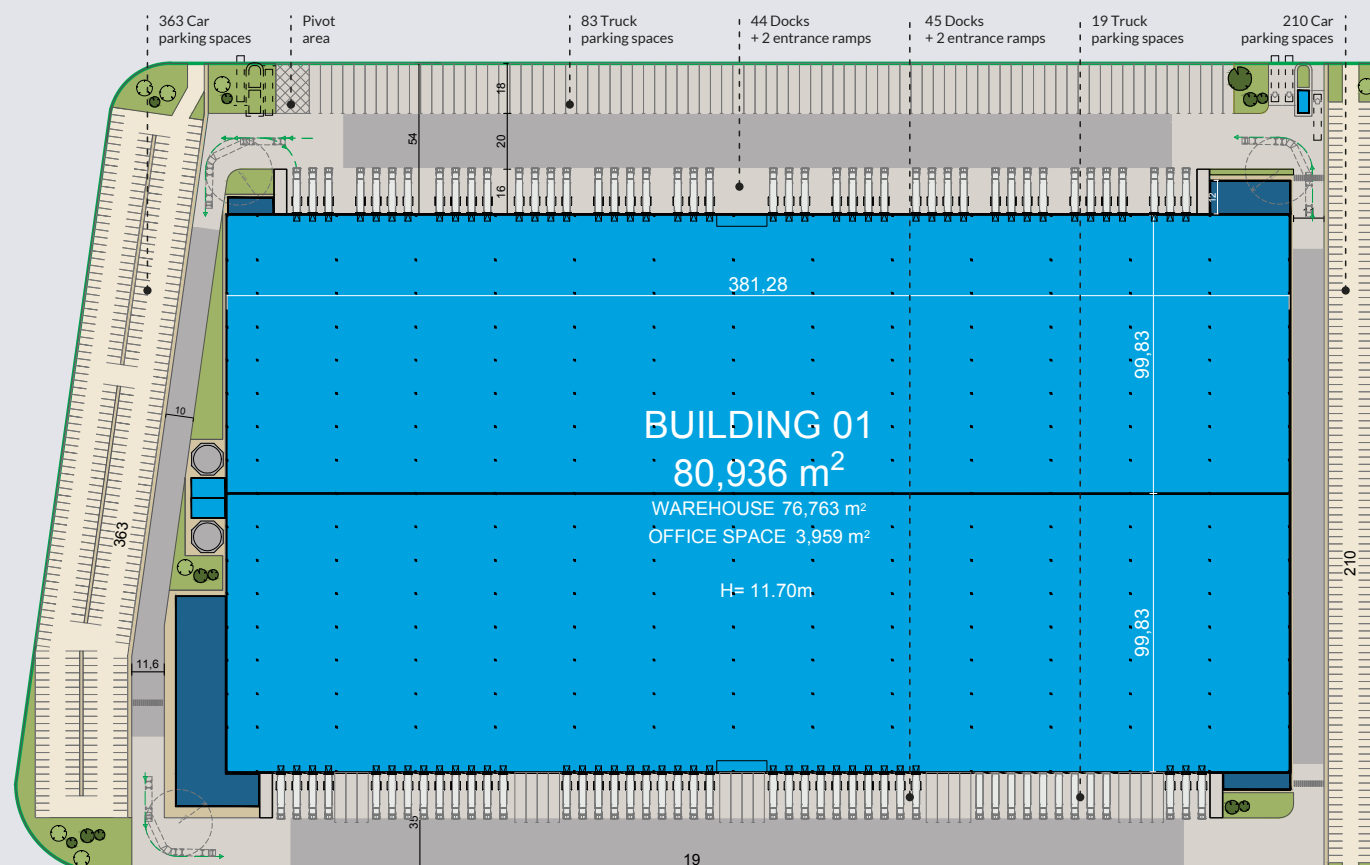 363 Car
parking spaces
Pivot
area
83 Truck
parking spaces
44 Docks
+ 2 entrance ramps
45 Docks
+ 2 entrance ramps
19 Truck
parking spaces
210 Car
parking spaces
18
54
20
16
12
381,28
99,83
10
BUILDING 01
80,936 m²
WAREHOUSE 76,763 m²
OFFICE SPACE 3,959 m²
363
210
H= 11.70m
99,83
11,6
35
19